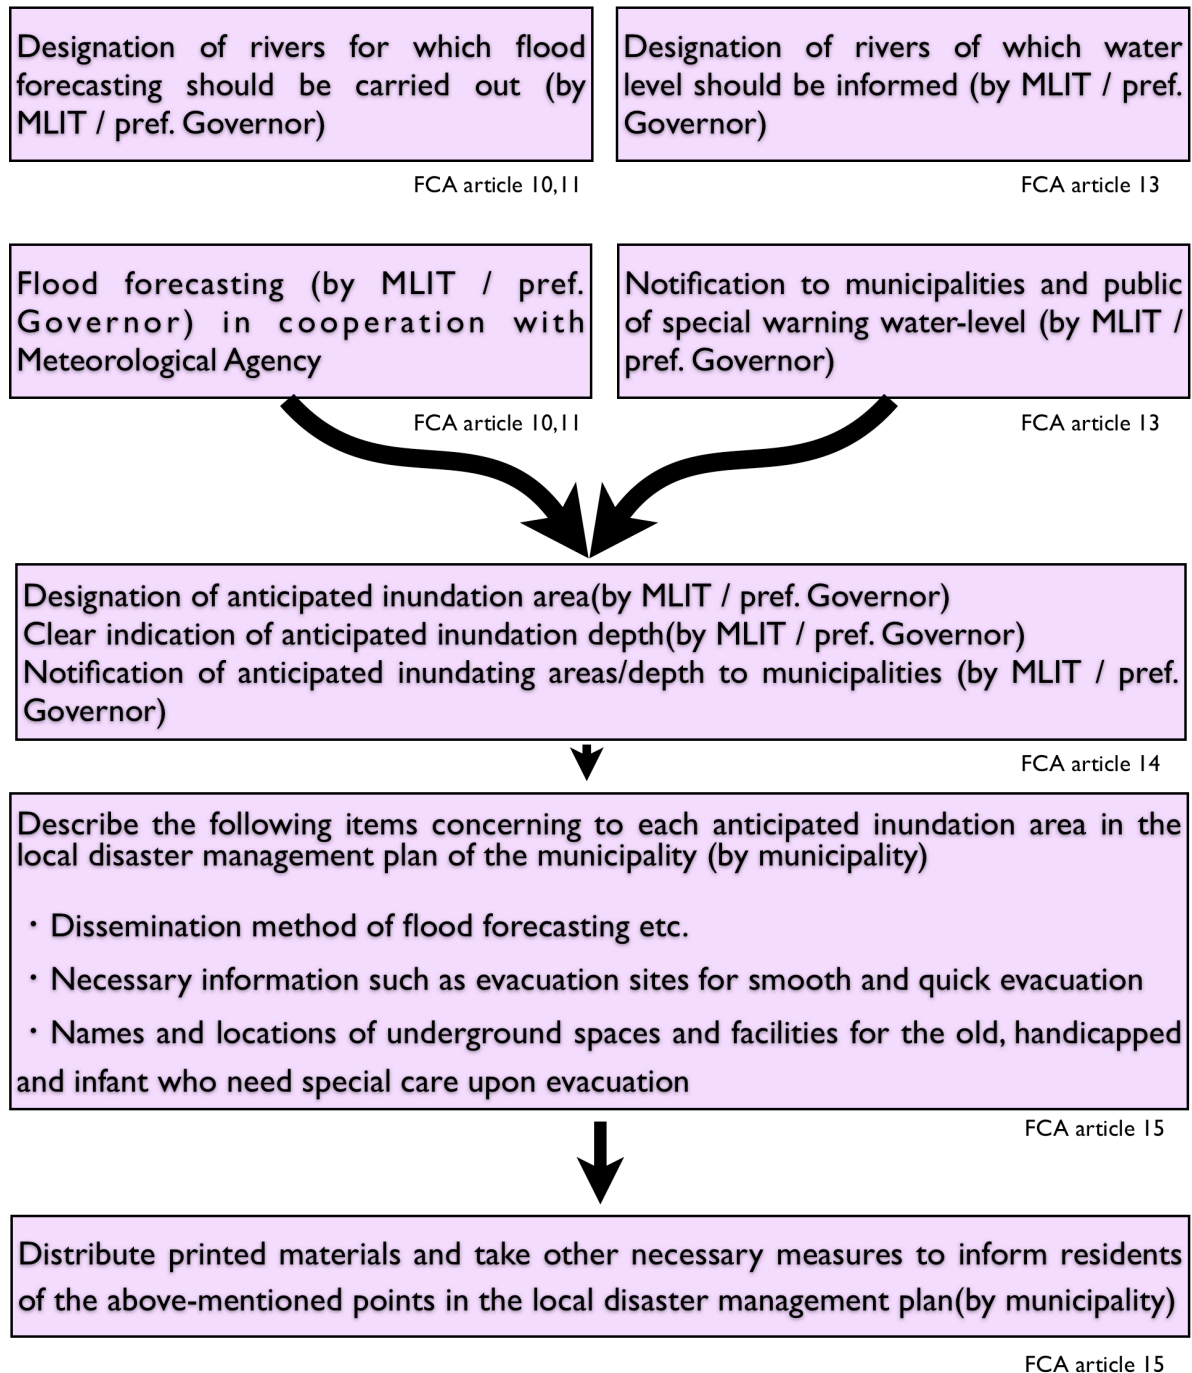 Designation of rivers for which flood
forecasting should be carried out (by
MLIT / pref. Governor)
FCA article 10,11
Designation of rivers of which water
level should be informed (by MLIT / pref.
Governor)
FCA article 13
Flood forecasting (by MLIT / pref.
Governor) in cooperation with
Meteorological Agency
FCA article 10,11
Notification to municipalities and public
of special warning water-level (by MLIT /
pref. Governor)
FCA article 13
Designation of anticipated inundation area(by MLIT / pref. Governor)
Clear indication of anticipated inundation depth(by MLIT / pref. Governor)
Notification of anticipated inundating areas/depth to municipalities (by MLIT / pref.
Governor)
FCA article 14
Describe the following items concerning to each anticipated inundation area in the
local disaster management plan of the municipality (by municipality)
・Dissemination method of flood forecasting etc.
・Necessary information such as evacuation sites for smooth and quick evacuation
・Names and locations of underground spaces and facilities for the old, handicapped
and infant who need special care upon evacuation
FCA article 15
Distribute printed materials and take other necessary measures to inform residents
of the above-mentioned points in the local disaster management plan(by municipality)
FCA article 15